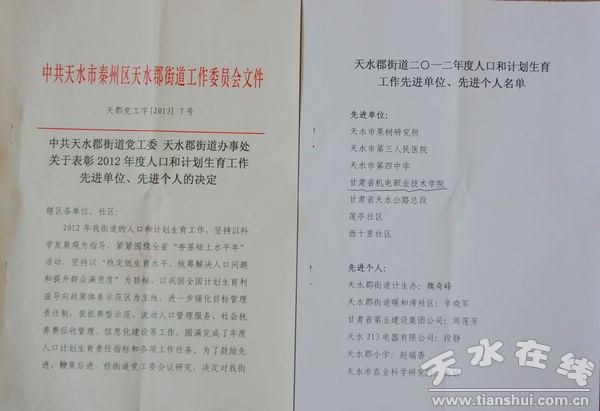 中共天水市秦州区天水郡街道工作委员会文件
天郡党工字[2013] 7 号
中共天水郡街道党工委 天水郡街道办事处
关于表彰 2012 年度人口和计划生育工作
先进单位、先进个人的决定
辖区各单位、社区：
2012 年我街道的人口和计划生育工作，坚持以科
学发展观为指导，紧紧围绕全省“夯基础上水平年”
活动，坚持以“稳定低生育水平、统筹解决人口问题
和提升群众满意度”为目标，以巩固全国计划生育利
益导向政策体系示范区为主线，进一步强化目标管理
责任制，狠抓典型示范、流动人口管理服务、社会抚
养费征收管理、信息化建设等工作，圆满完成了年度
人口计划生育责任指标和各项工作任务。为了鼓励先
进，鞭策后进，经街道党工委会议研究，决定对我街
天水郡街道二〇一二年度人口和计划生育
工作先进单位、先进个人名单
先进单位：
天水市果树研究所
天水市第三人民医院
天水市第四中学
甘肃省机电职业技术学院
甘肃省天水公路总段
莲亭社区
西十里社区
先进个人：
天水郡街道计生办：魏奇峰
天水郡街道暖和湾社区：辛晓军
甘肃省第五建设集团公司：周莲芳
天水 213 电器有限公司：段静
天水郡小学：赵瑞香
天水市农业科学研究
天水在线
www.tianshui.com.cn